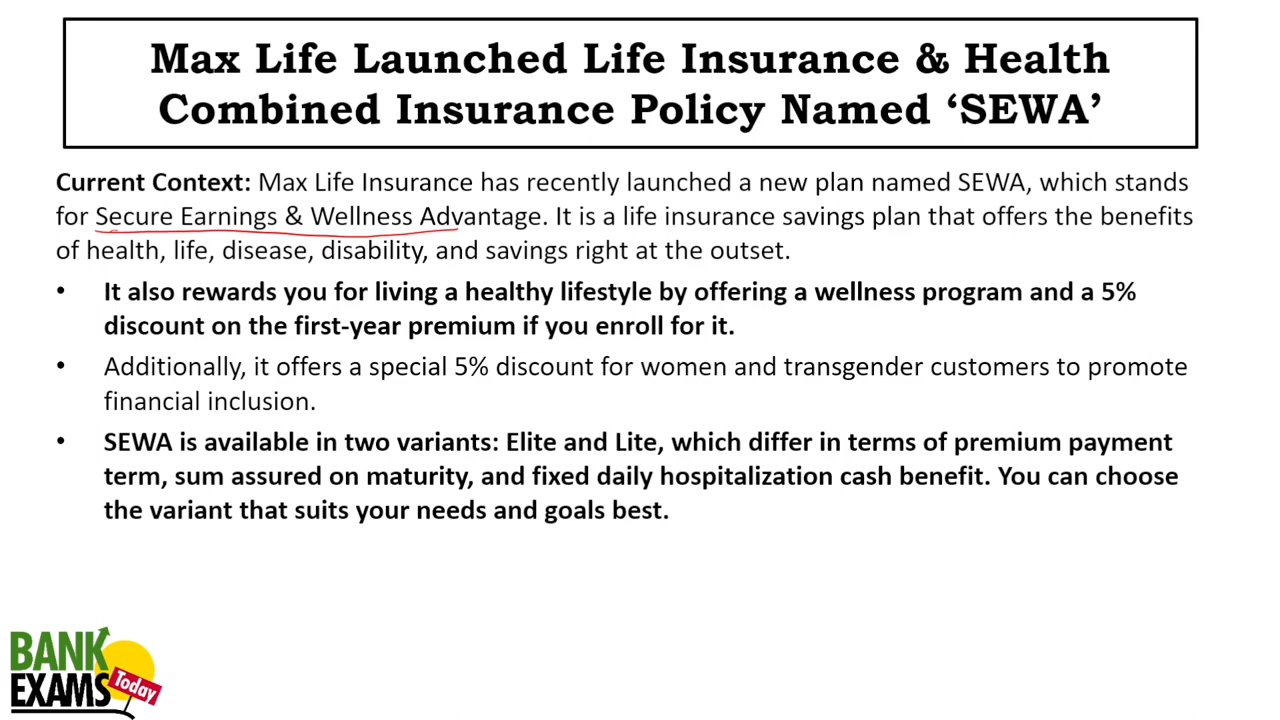 Max Life Launched Life Insurance & Health
Combined Insurance Policy Named ‘SEWA’
Current Context: Max Life Insurance has recently launched a new plan named SEWA, which stands
for Secure Earnings & Wellness Advantage. It is a life insurance savings plan that offers the benefits
of health, life, disease, disability, and savings right at the outset.
• It also rewards you for living a healthy lifestyle by offering a wellness program and a 5%
discount on the first-year premium if you enroll for it.
• Additionally, it offers a special 5% discount for women and transgender customers to promote
financial inclusion.
• SEWA is available in two variants: Elite and Lite, which differ in terms of premium payment
term, sum assured on maturity, and fixed daily hospitalization cash benefit. You can choose
the variant that suits your needs and goals best.
BANK
EXAMS
Today